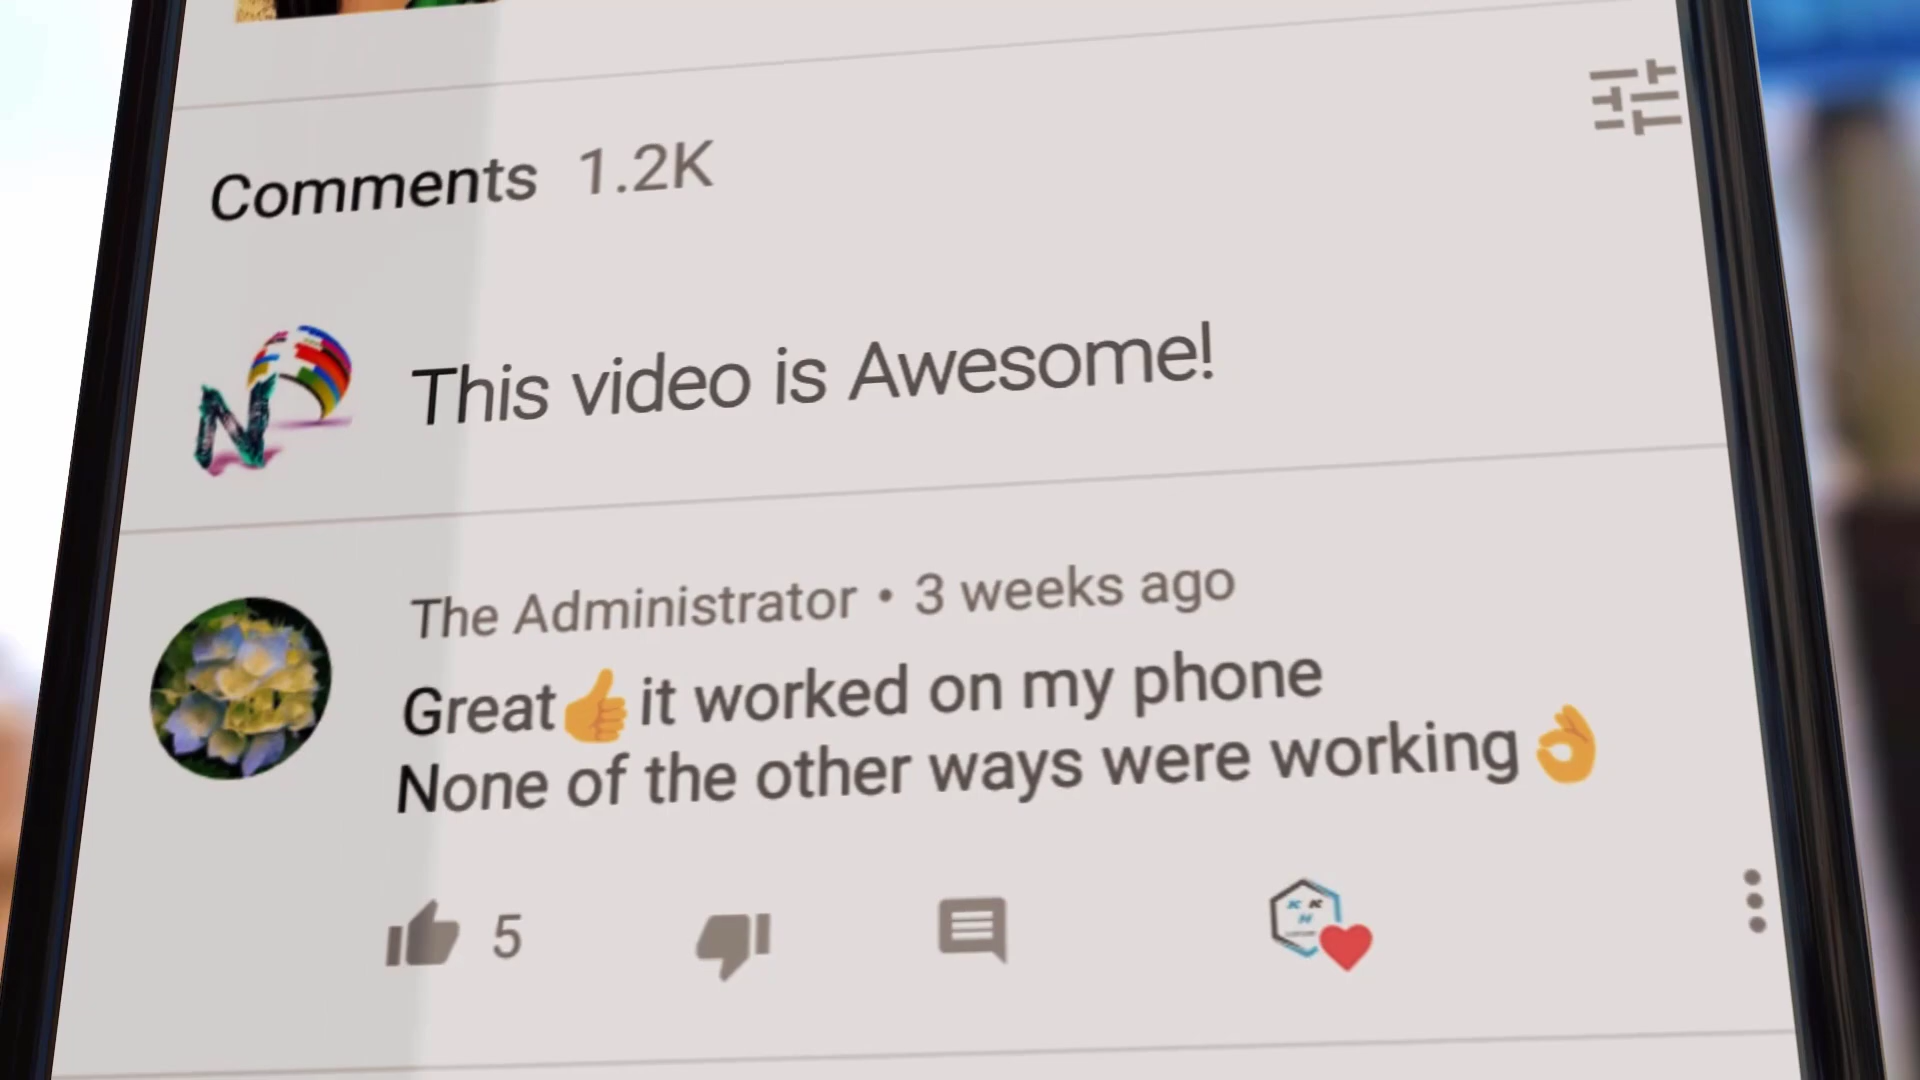 Comments 1.2K
This video is Awesome!
The Administrator • 3 weeks ago
Great👍it worked on my phone
None of the other ways were working👌
5
N
K K
H